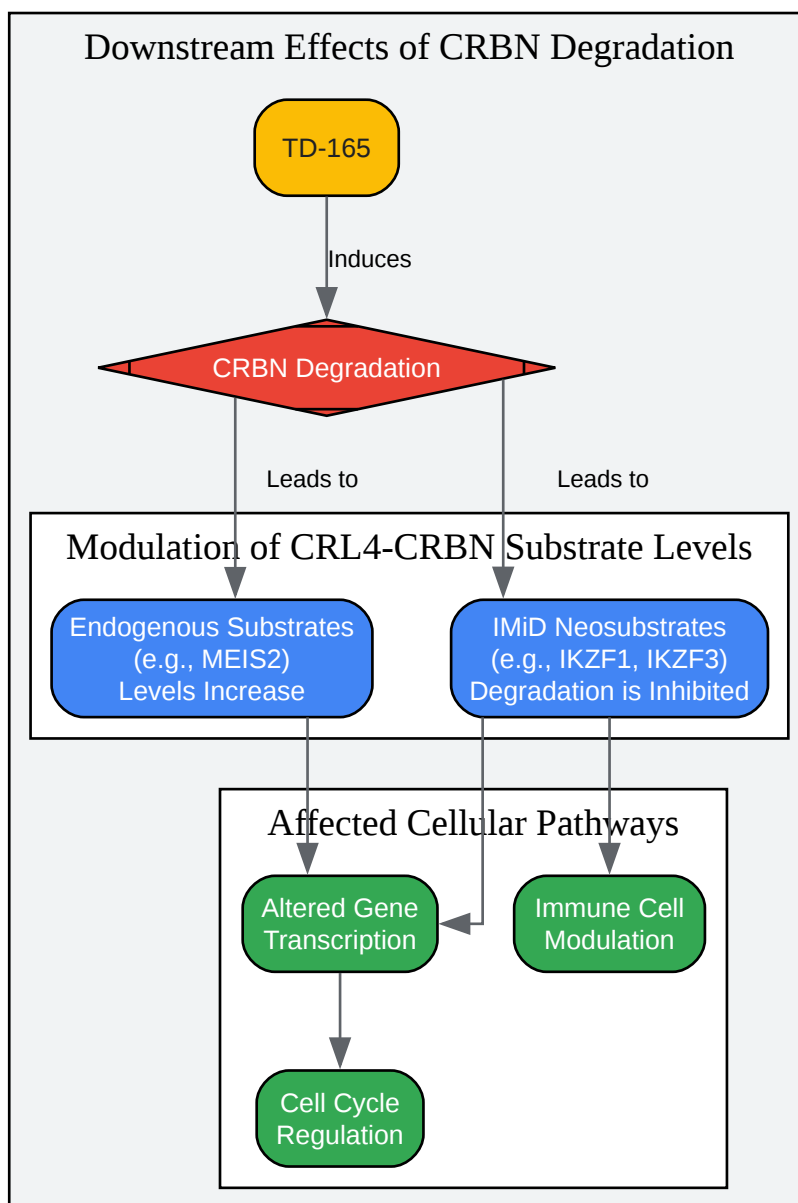 Downstream Effects of CRBN Degradation
TD-165
Induces
CRBN Degradation
Leads to
Leads to
Modulation of CRL4-CRBN Substrate Levels
Endogenous Substrates
(e.g., MEIS2)
Levels Increase
IMiD Neosubstrates
(e.g., IKZF1, IKZF3)
Degradation is Inhibited
Affected Cellular Pathways
Altered Gene
Transcription
Immune Cell
Modulation
Cell Cycle
Regulation